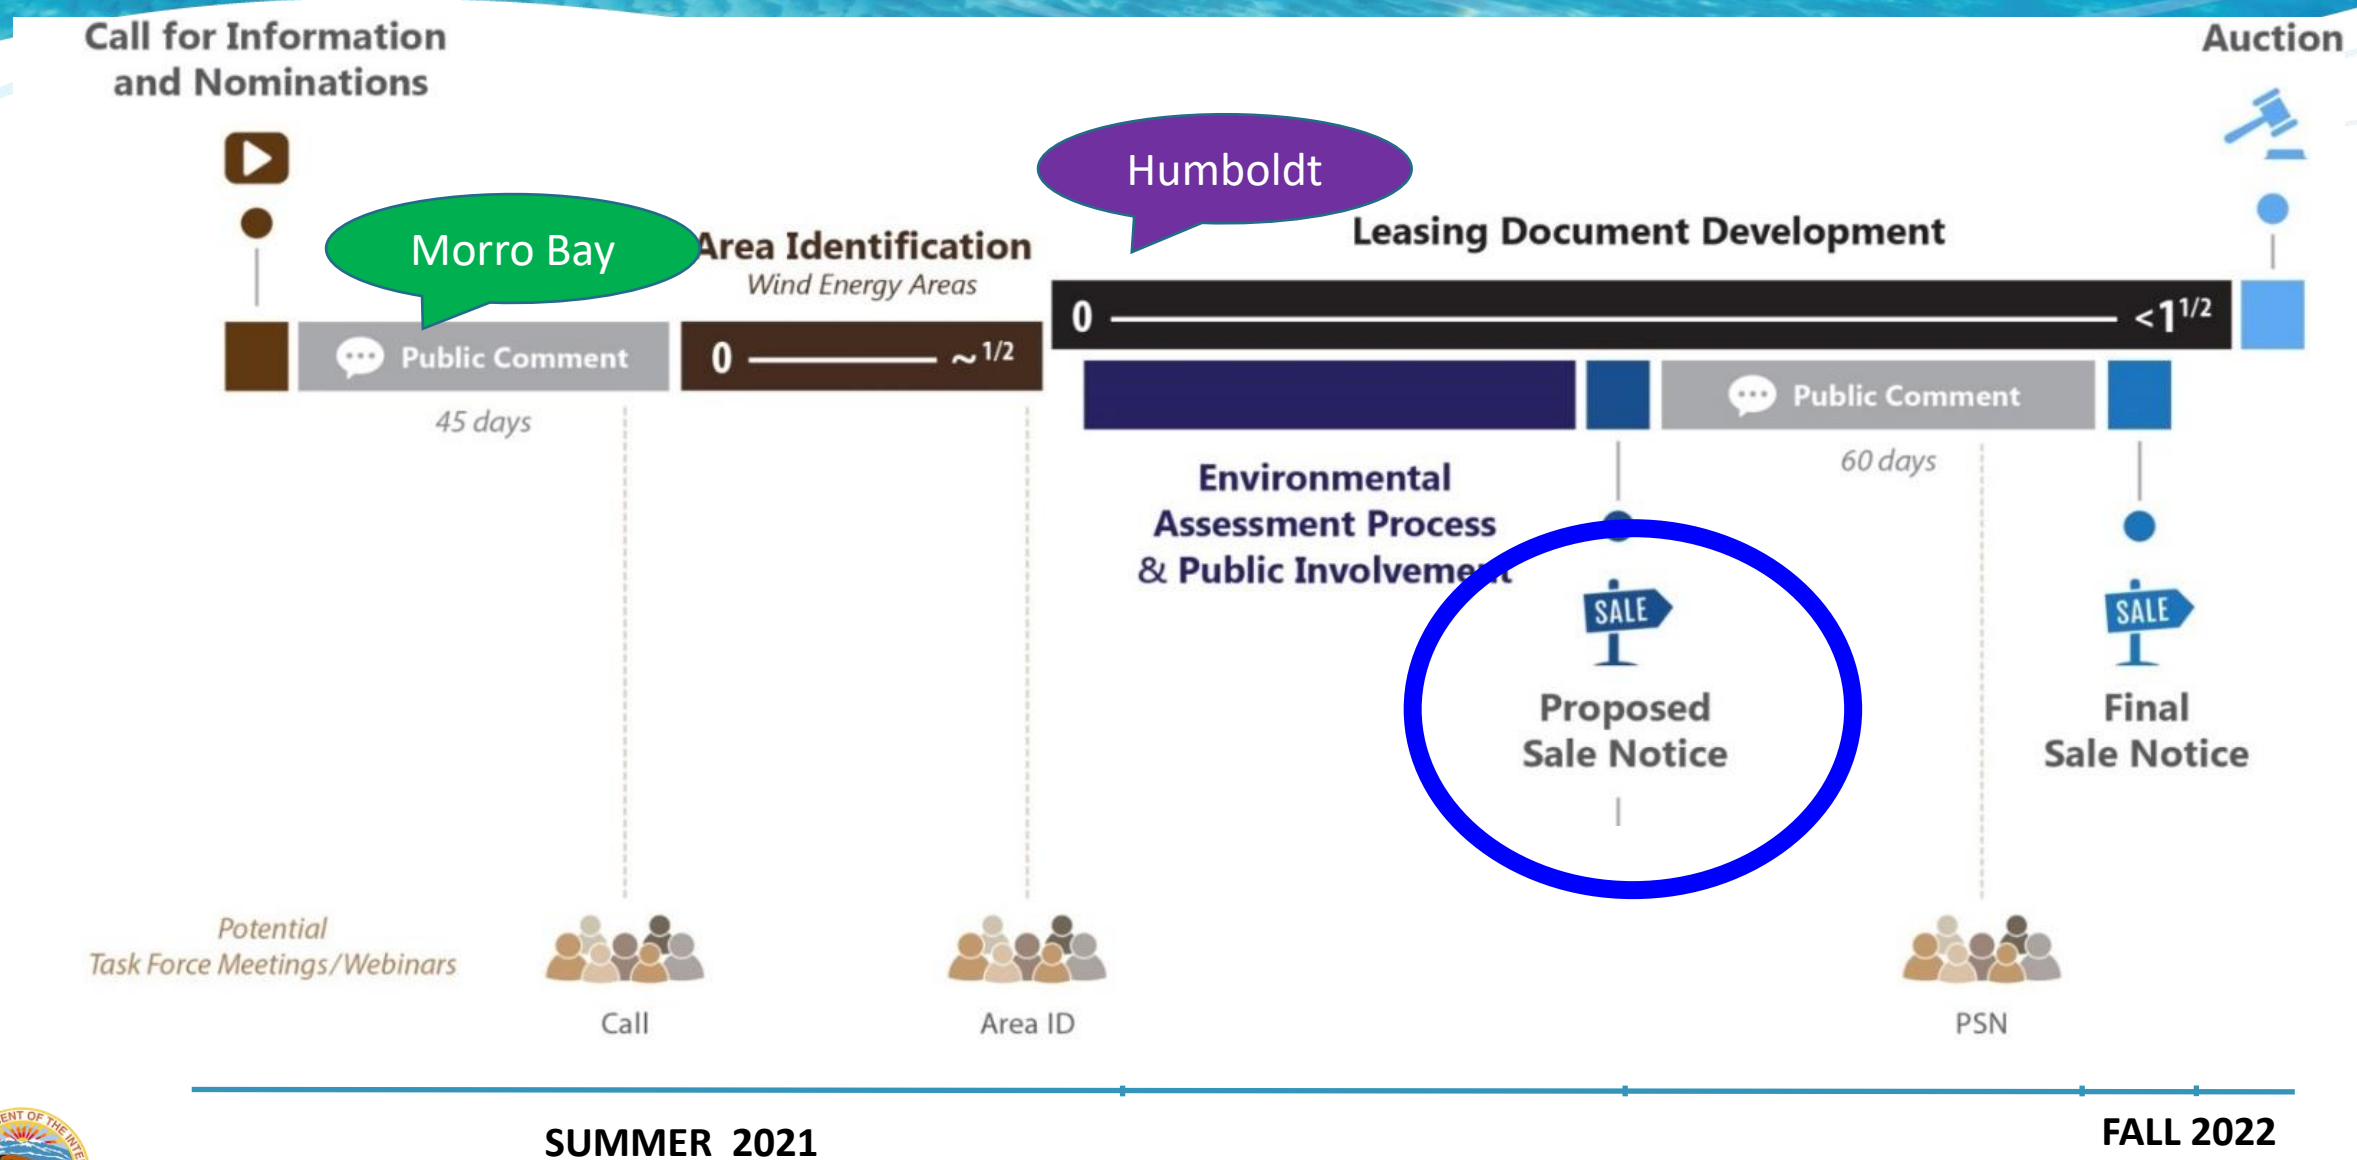 Call for Information
and Nominations
Auction
Humboldt
Morro Bay
Area Identification
Wind Energy Areas
Leasing Document Development
0
<1 1/2
Public Comment
0
~ 1/2
Public Comment
45 days
60 days
Environmental
Assessment Process
& Public Involvement
SALE
SALE
Proposed
Sale Notice
Final
Sale Notice
Potential
Task Force Meetings/Webinars
Call
Area ID
PSN
SUMMER 2021
FALL 2022